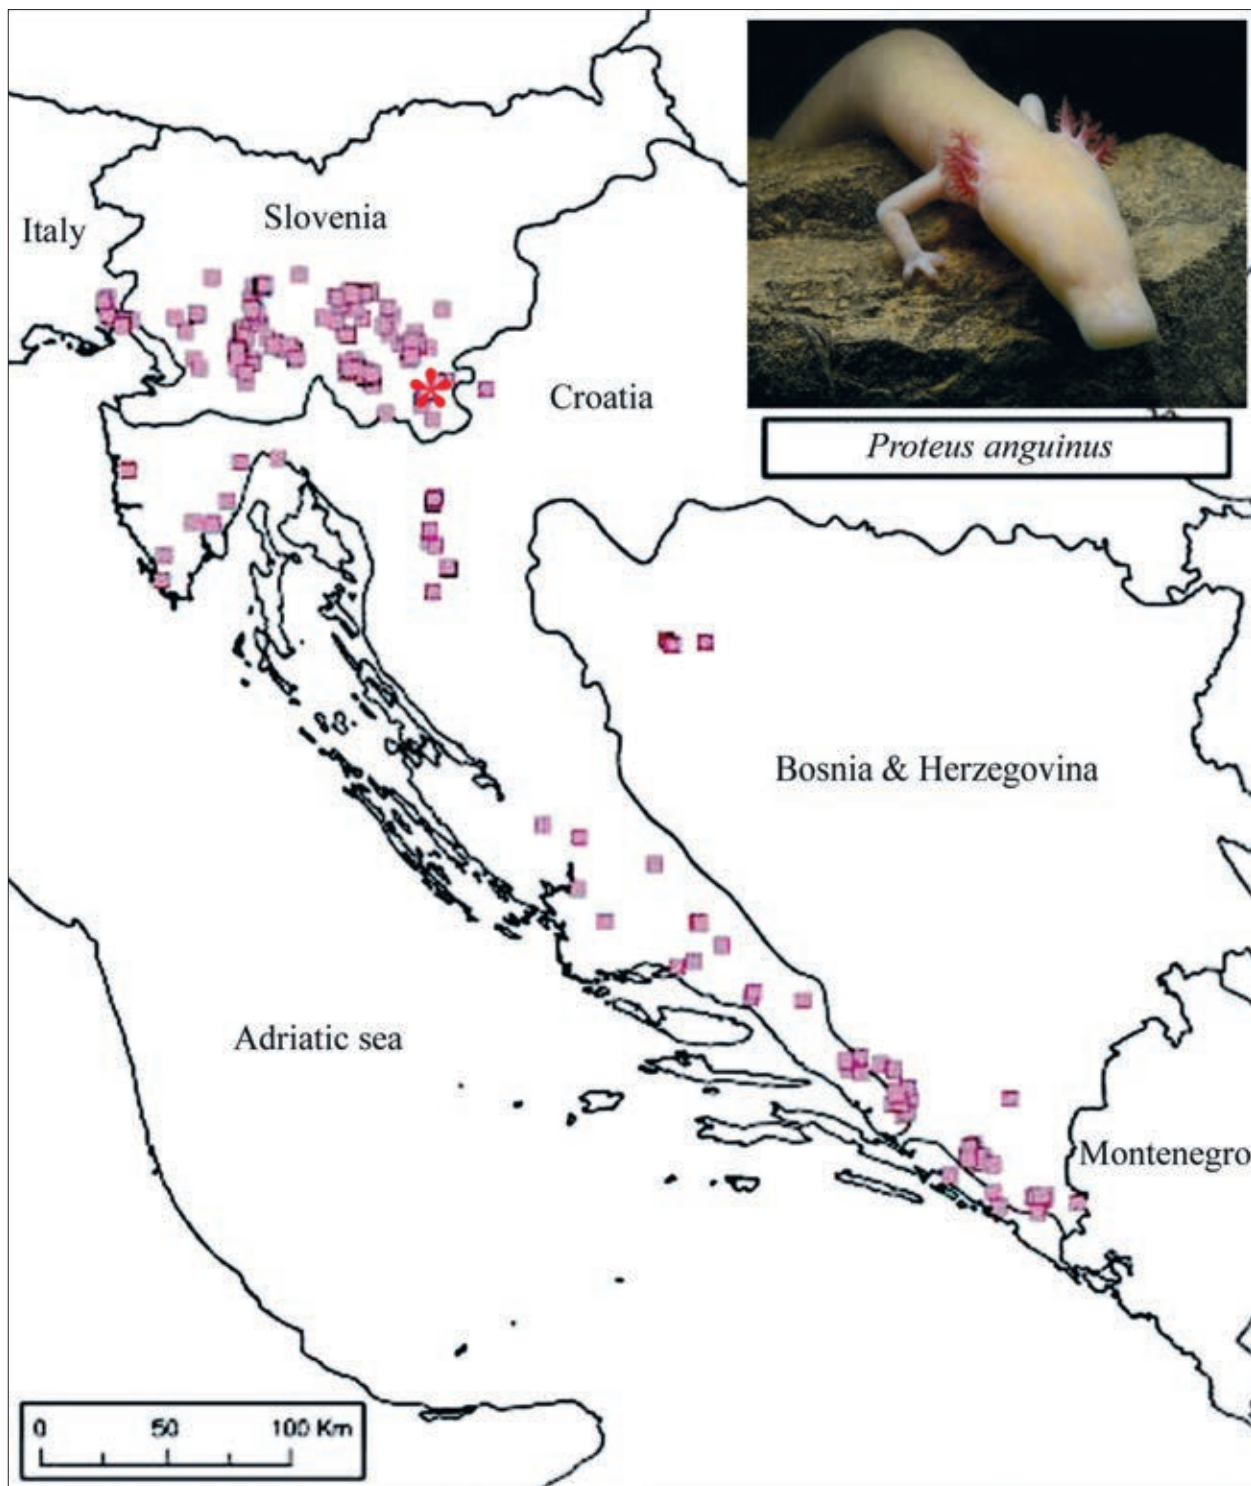 Italy
Slovenia
Croatia
Proteus anguinus
Bosnia & Herzegovina
Adriatic sea
Montenegro
0 50 100 Km